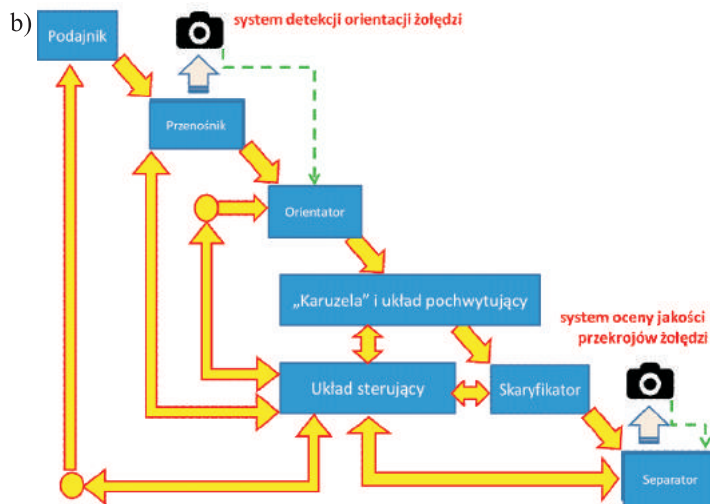 b)
Podajnik
system detekcji orientacji żołędzi
Przenośnik
Orientator
„Karuzela” i układ pochwytujący
system oceny jakości
przekrojów żołędzi
Układ sterujący
Skaryfikator
Separator